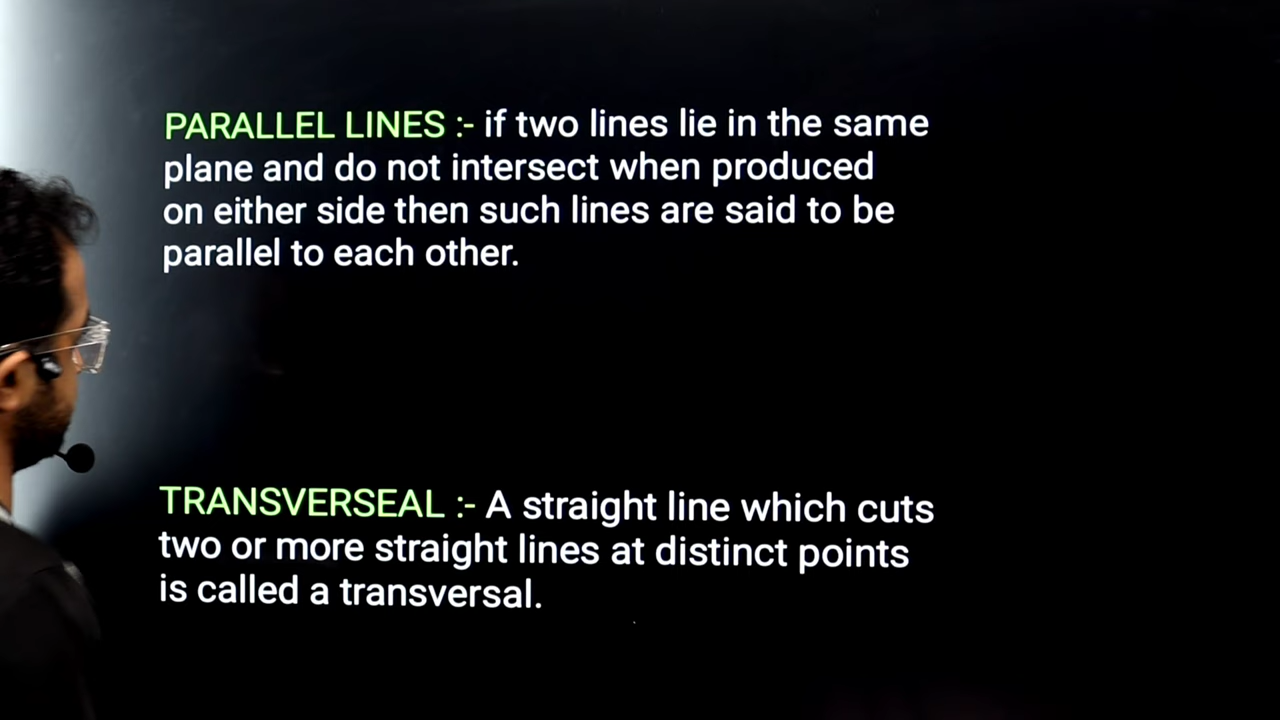 PARALLEL LINES :- if two lines lie in the same
plane and do not intersect when produced
on either side then such lines are said to be
parallel to each other.
TRANSVERSEAL :- A straight line which cuts
two or more straight lines at distinct points
is called a transversal.